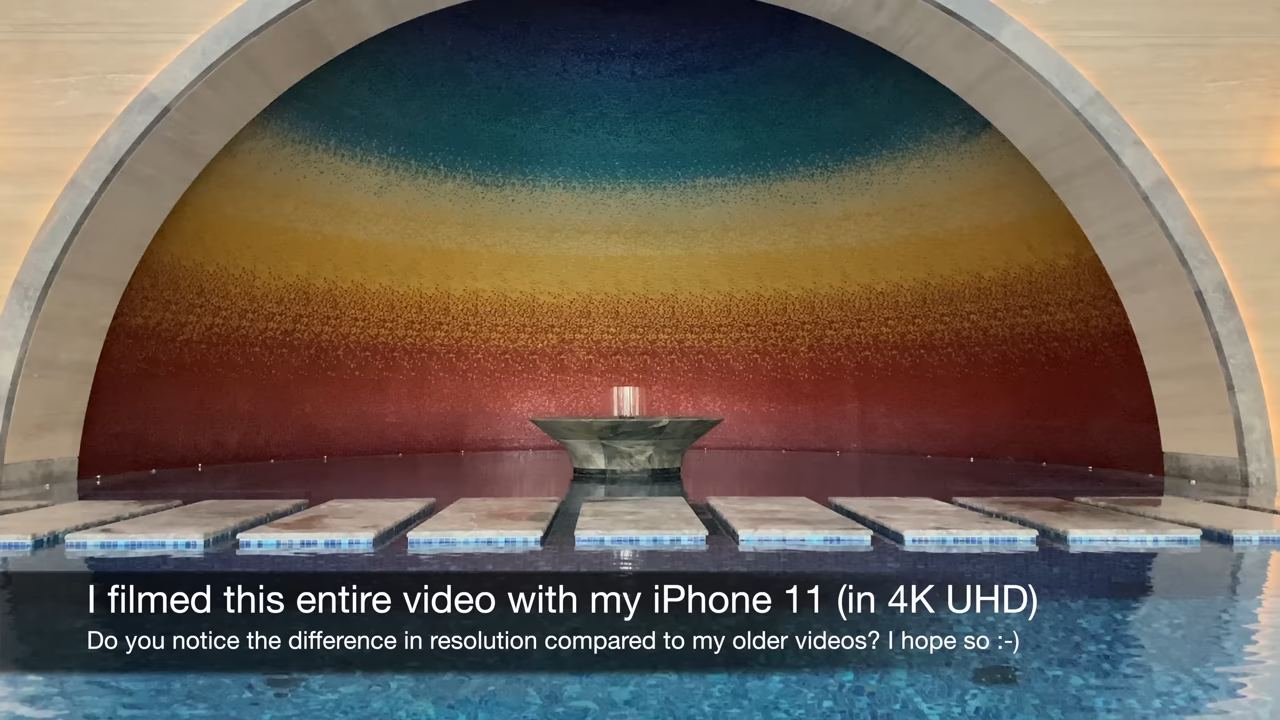 I filmed this entire video with my iPhone 11 (in 4K UHD)
Do you notice the difference in resolution compared to my older videos? I hope so :-)